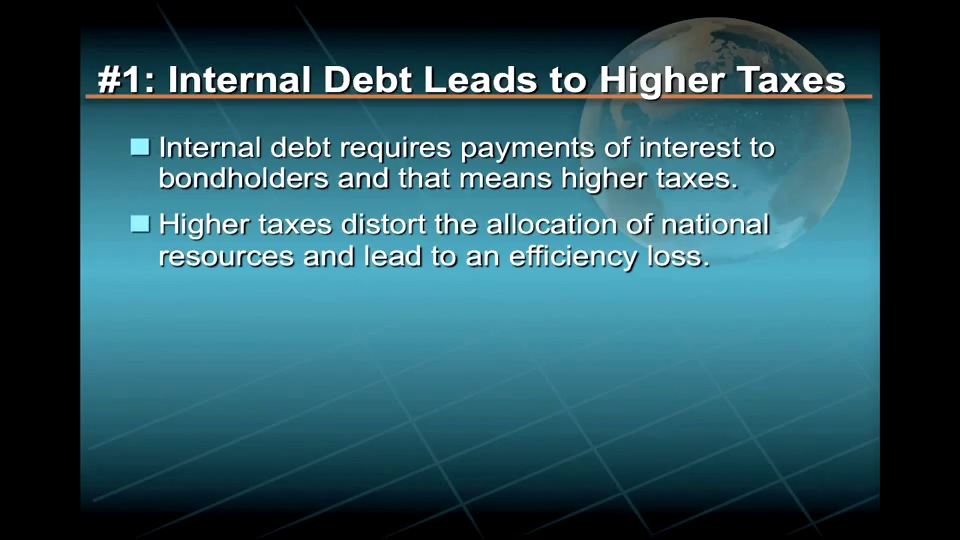 #1: Internal Debt Leads to Higher Taxes
Internal debt requires payments of interest to
bondholders and that means higher taxes.
Higher taxes distort the allocation of national
resources and lead to an efficiency loss.